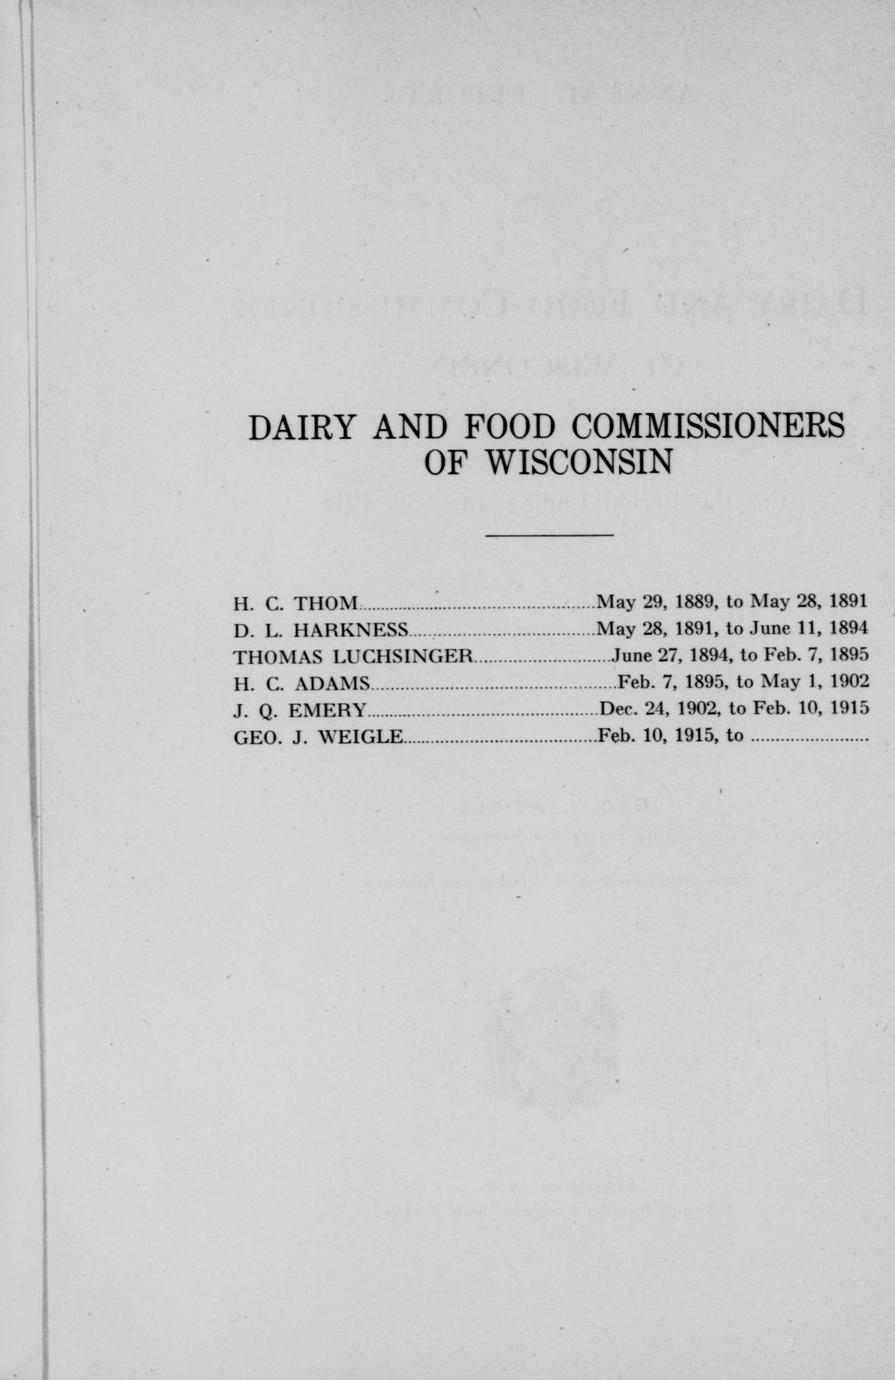 DAIRY AND FOOD COMMISSIONERS
OF WISCONSIN
H. C. THOM..............................................May 29, 1889, to May 28, 1891
D. L. HARKNESS.....................................May 28, 1891, to June 11, 1894
THOMAS LUCHSINGER...........................June 27, 1894, to Feb. 7, 1895
H. C. ADAMS................................................Feb. 7, 1895, to May 1, 1902
J. Q. EMERY.............................................Dec. 24, 1902, to Feb. 10, 1915
GEO. J. WEIGLE......................................Feb. 10, 1915, to ........................